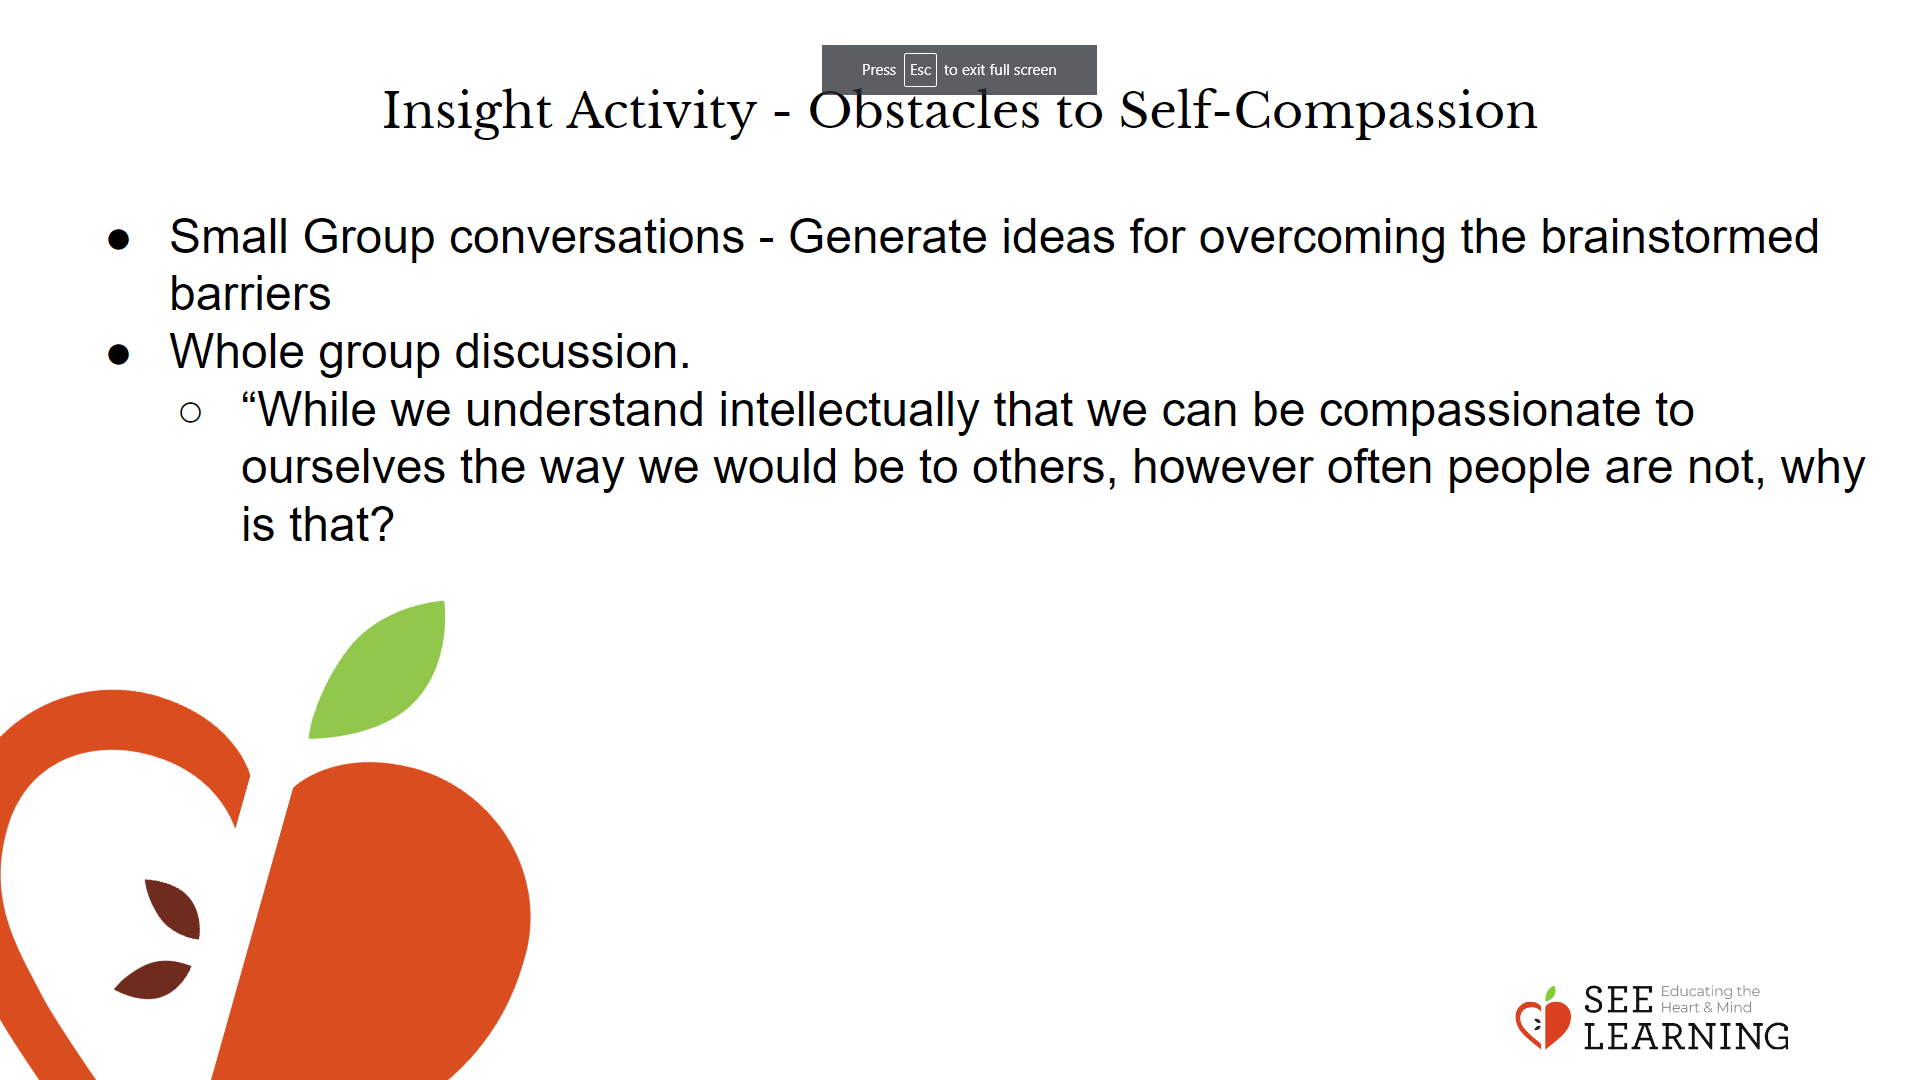 Press Esc to exit full screen
Insight Activity - Obstacles to Self-Compassion
● Small Group conversations - Generate ideas for overcoming the brainstormed
barriers
● Whole group discussion.
○ “While we understand intellectually that we can be compassionate to
ourselves the way we would be to others, however often people are not, why
is that?
SEE Educating the
Heart & Mind
LEARNING